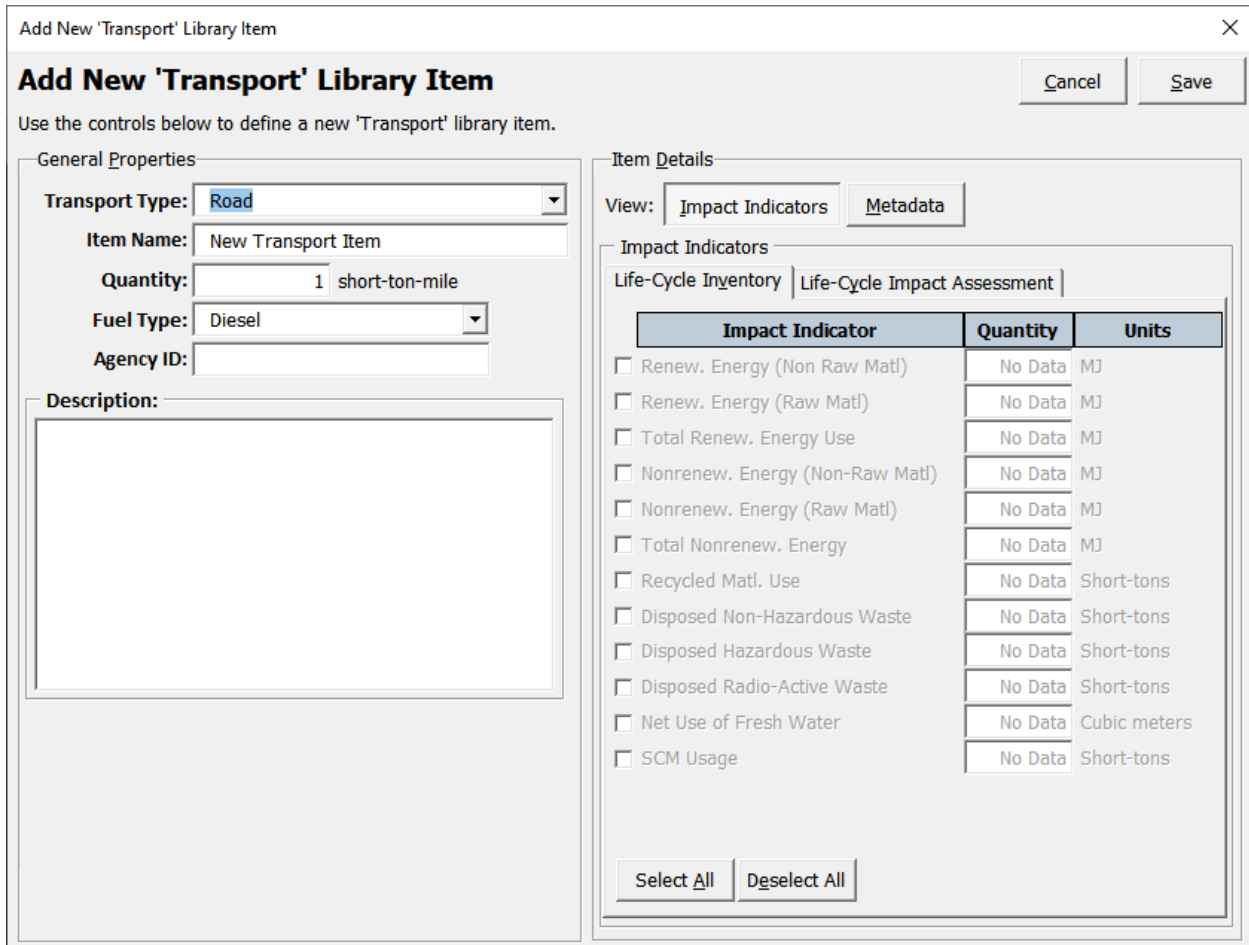 Add New 'Transport' Library Item
Add New 'Transport' Library Item
Cancel
Save
Use the controls below to define a new 'Transport' library item.
General Properties
Transport Type: Road
Item Name: New Transport Item
Quantity: 1 short-ton-mile
Fuel Type: Diesel
Agency ID:
Description:
Item Details
View: Impact Indicators Metadata
Impact Indicators
Life-Cycle Inventory Life-Cycle Impact Assessment
Impact Indicator Quantity Units
Renew. Energy (Non Raw Matl) No Data MJ
Renew. Energy (Raw Matl) No Data MJ
Total Renew. Energy Use No Data MJ
Nonrenew. Energy (Non-Raw Matl) No Data MJ
Nonrenew. Energy (Raw Matl) No Data MJ
Total Nonrenew. Energy No Data MJ
Recycled Matl. Use No Data Short-tons
Disposed Non-Hazardous Waste No Data Short-tons
Disposed Hazardous Waste No Data Short-tons
Disposed Radio-Active Waste No Data Short-tons
Net Use of Fresh Water No Data Cubic meters
SCM Usage No Data Short-tons
Select All Deselect All